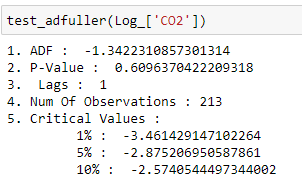 test_adfuller(Log_['CO2'])
1. ADF :  -1.3422310857301314
2. P-Value :  0.6096370422209318
3.  Lags :  1
4. Num Of Observations : 213
5. Critical Values :
1% :  -3.461429147102264
5% :  -2.875206950587861
10% :  -2.5740544497344002